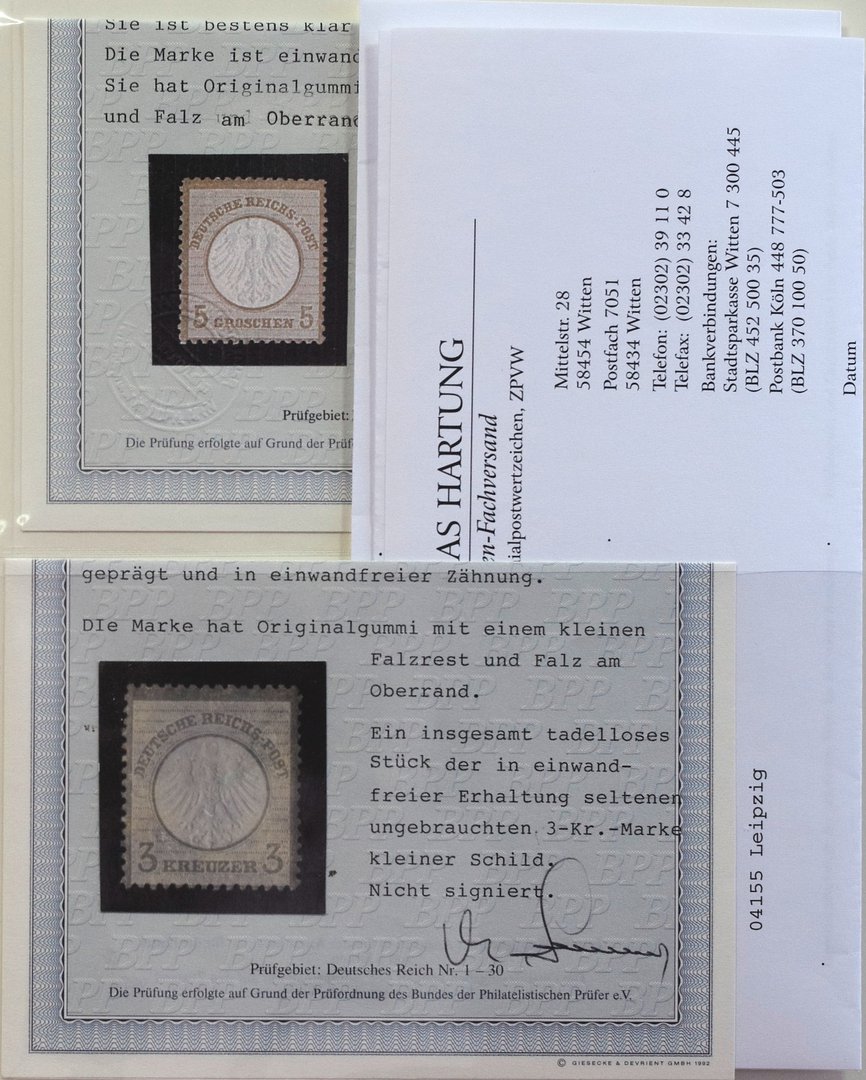 Sie ist bestens klar
Die Marke ist einwand
Sie hat Originalgummi
und Falz am Oberrand
DEUTSCHE REICHS-POST
5 GROSCHEN 5
Prüfgebiet:
Die Prüfung erfolgte auf Grund der Prüf
AS HARTUNG
en-Fachversand
ialpostwertzeichen, ZPVW
Mittelstr. 28
58454 Witten
Postfach 7051
58434 Witten
Telefon: (02302) 39 11 0
Telefax: (02302) 33 42 8
Bankverbindungen:
Stadtsparkasse Witten 7 300 445
(BLZ 452 500 35)
Postbank Köln 448 777-503
(BLZ 370 100 50)
Datum
04155 Leipzig
geprägt und in einwandfreier Zähnung.
DIe Marke hat Originalgummi mit einem kleinen
Falzrest und Falz am
Oberrand.
Ein insgesamt tadelloses
Stück der in einwand-
freier Erhaltung seltenen
ungebrauchten 3-Kr.-Marke
kleiner Schild.
Nicht signiert.
DEUTSCHE REICHS-POST
3 KREUZER 3
Prüfgebiet: Deutsches Reich Nr. 1 – 30
Die Prüfung erfolgte auf Grund der Prüfordnung des Bundes der Philatelistischen Prüfer e.V.
© GIESECKE & DEVRIENT GMBH 1992